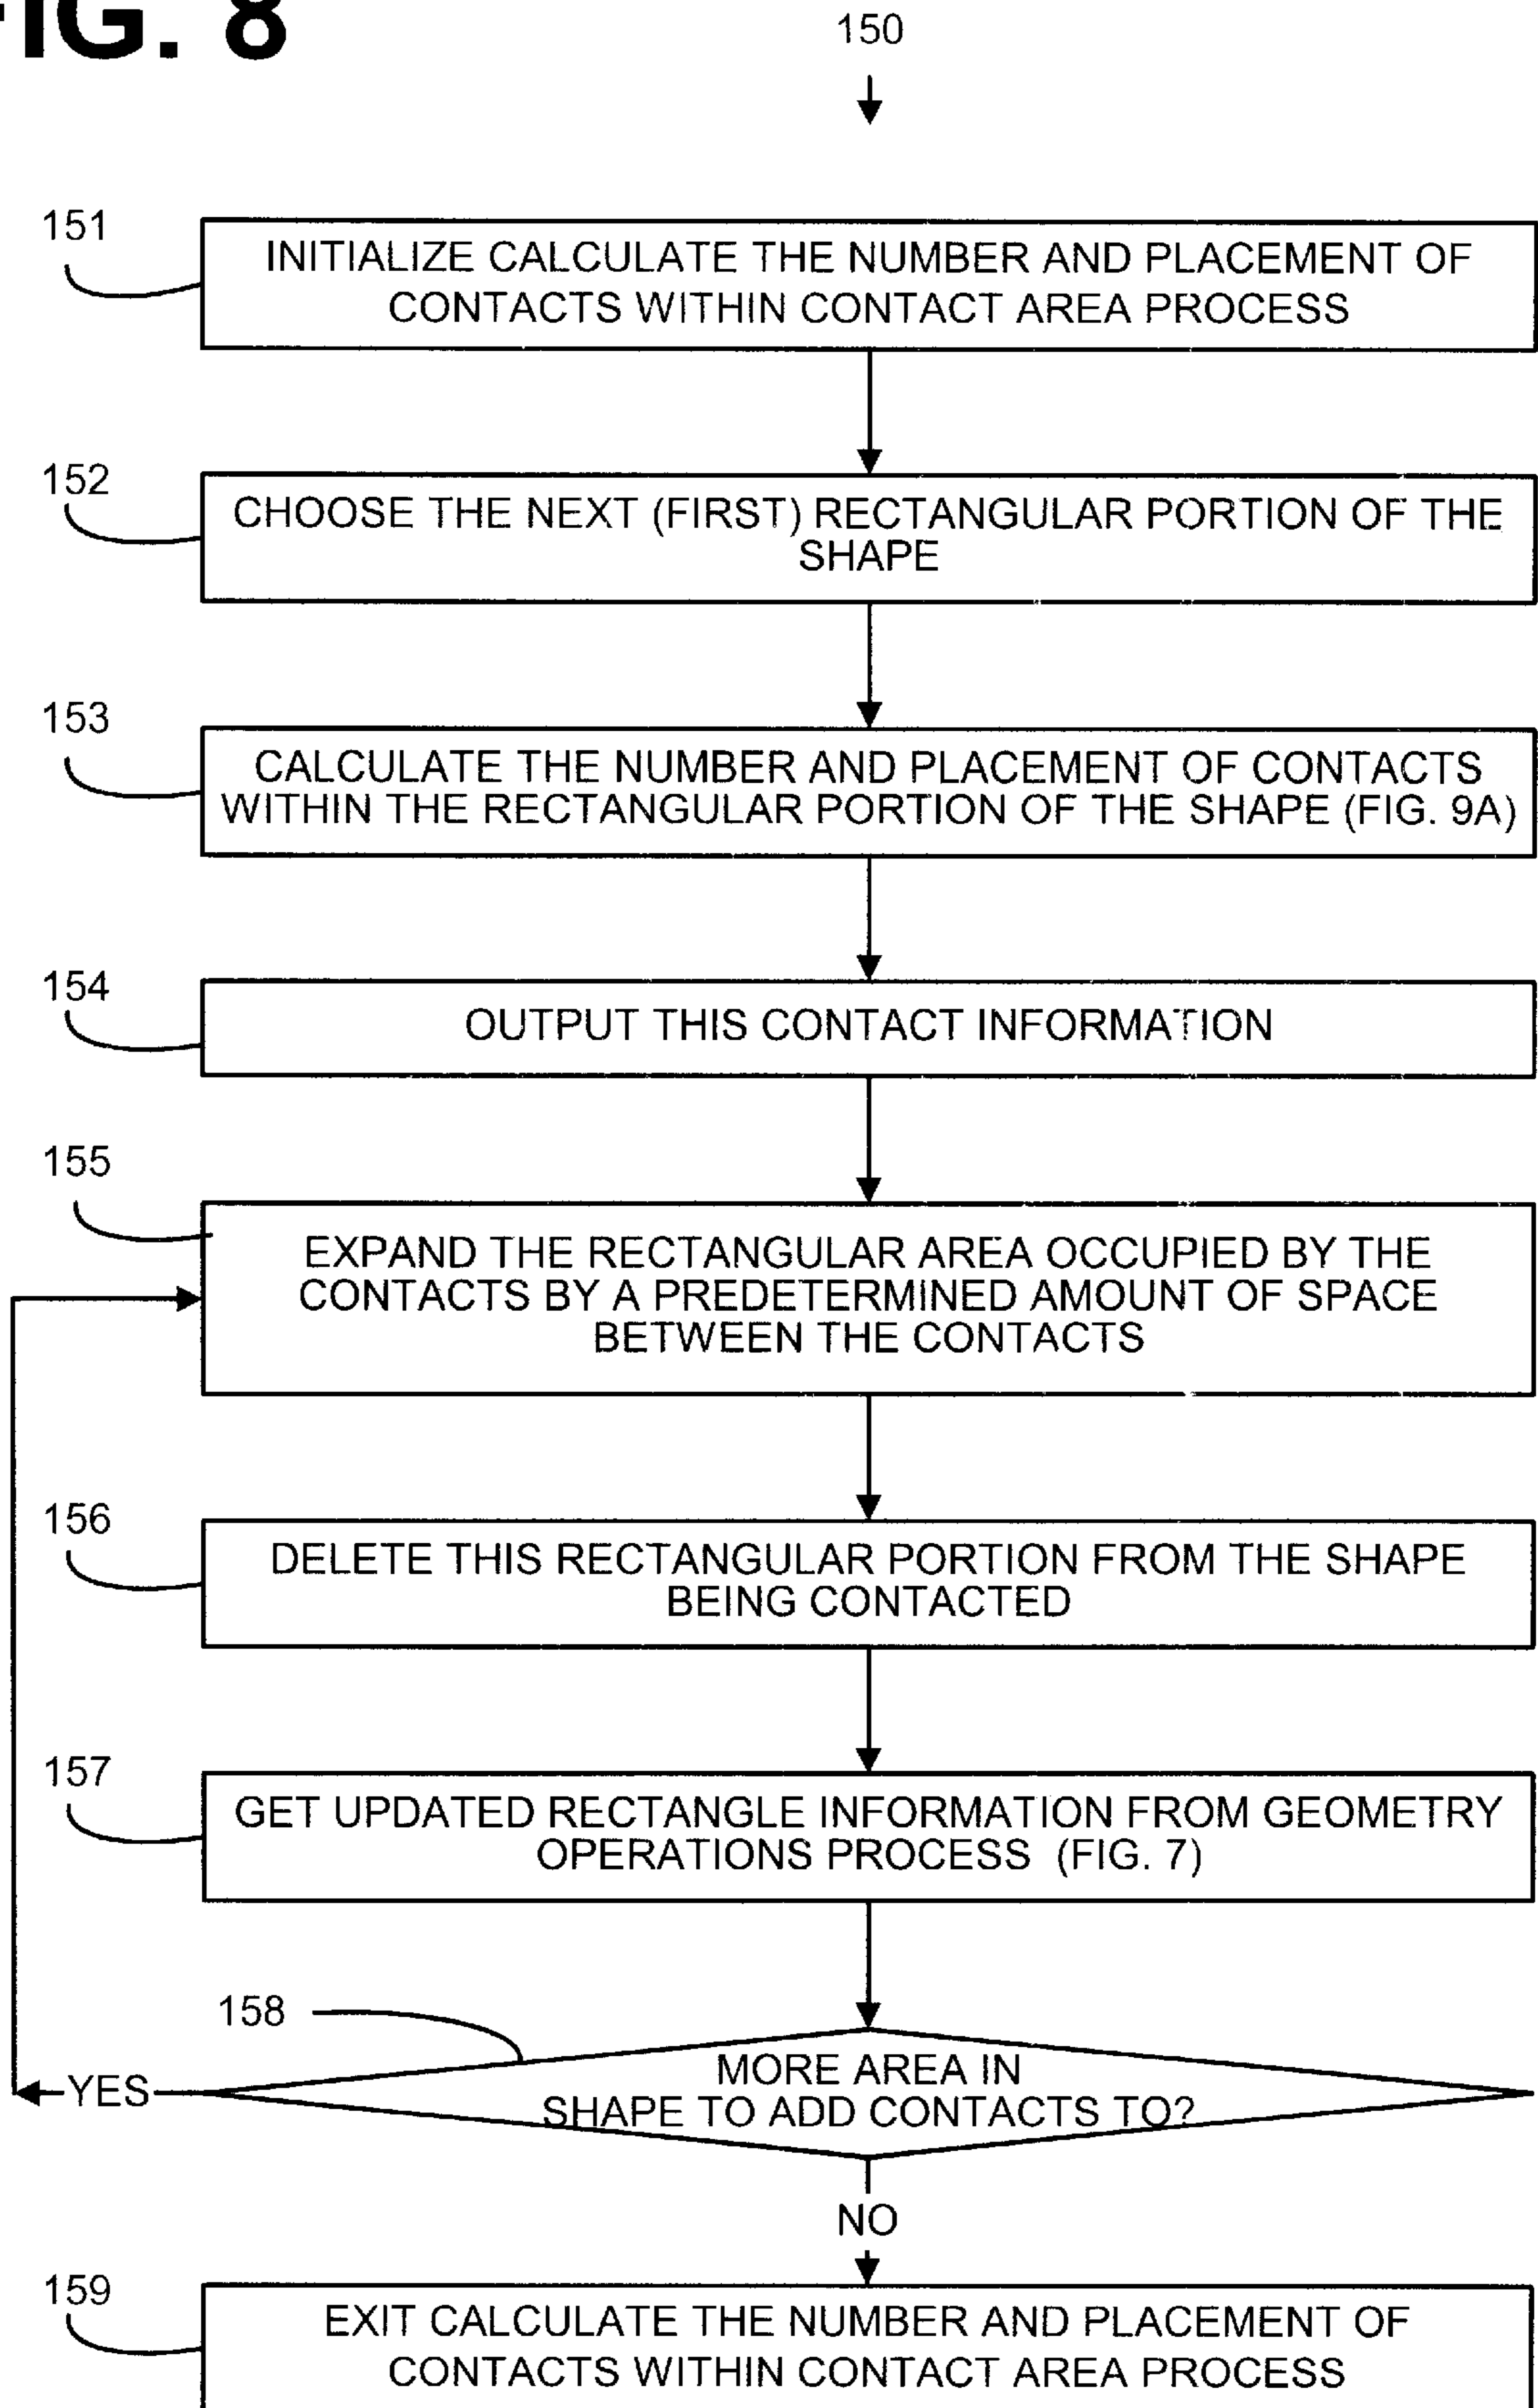 FIG. 8
150
151
INITIALIZE CALCULATE THE NUMBER AND PLACEMENT OF
CONTACTS WITHIN CONTACT AREA PROCESS
152
CHOOSE THE NEXT (FIRST) RECTANGULAR PORTION OF THE
SHAPE
153
CALCULATE THE NUMBER AND PLACEMENT OF CONTACTS
WITHIN THE RECTANGULAR PORTION OF THE SHAPE (FIG. 9A)
154
OUTPUT THIS CONTACT INFORMATION
155
EXPAND THE RECTANGULAR AREA OCCUPIED BY THE
CONTACTS BY A PREDETERMINED AMOUNT OF SPACE
BETWEEN THE CONTACTS
156
DELETE THIS RECTANGULAR PORTION FROM THE SHAPE
BEING CONTACTED
157
GET UPDATED RECTANGLE INFORMATION FROM GEOMETRY
OPERATIONS PROCESS (FIG. 7)
158
MORE AREA IN
SHAPE TO ADD CONTACTS TO?
YES
NO
159
EXIT CALCULATE THE NUMBER AND PLACEMENT OF
CONTACTS WITHIN CONTACT AREA PROCESS